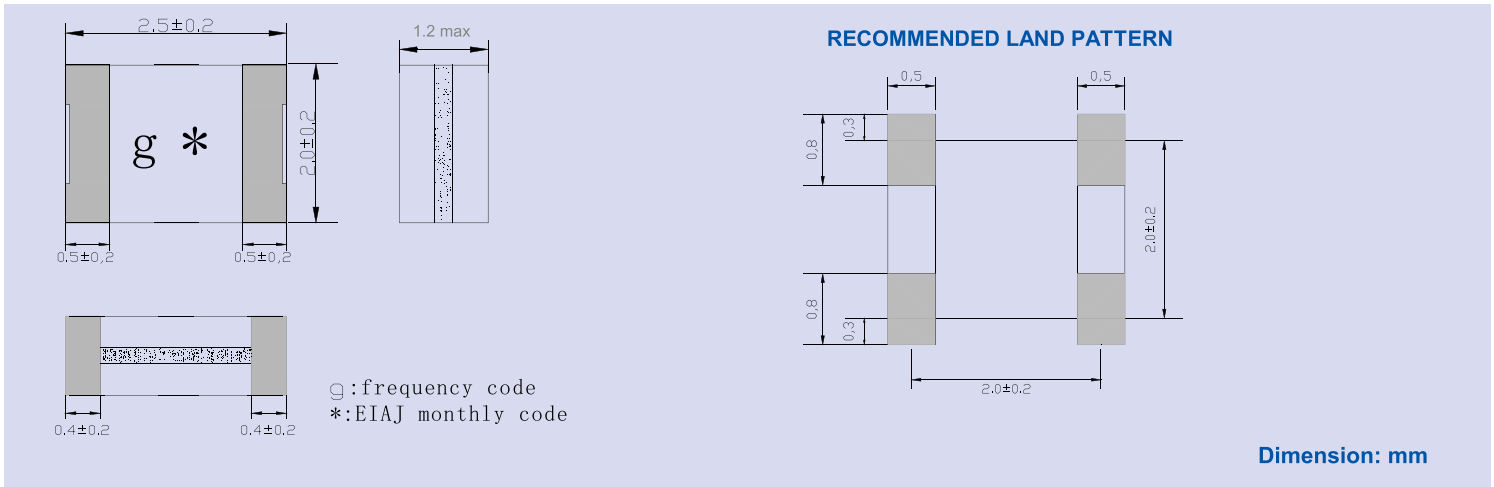 2.5±0.2
1.2 max
RECOMMENDED LAND PATTERN
0,5
0,5
g *
2.0±0.2
0,3
0,8
2.0±0.2
0.5±0,2
0.5±0,2
0,8
0,3
2.0±0.2
g:frequency code
*:EIAJ monthly code
0.4±0.2
0.4±0.2
Dimension: mm